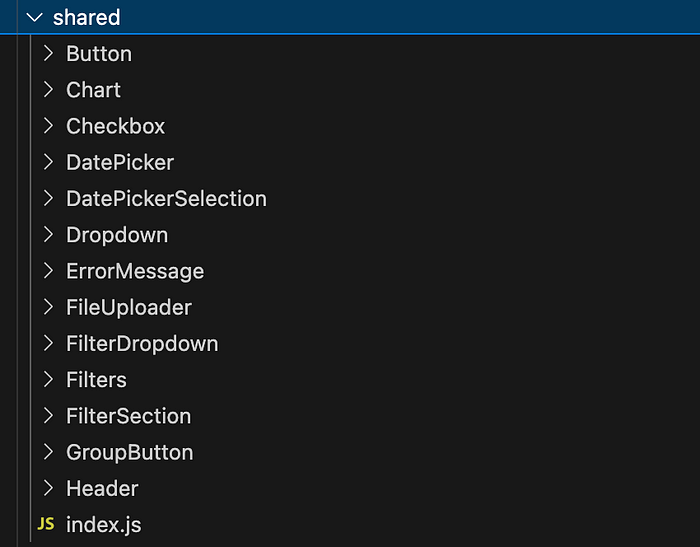 shared
Button
Chart
Checkbox
DatePicker
DatePickerSelection
Dropdown
ErrorMessage
FileUploader
FilterDropdown
Filters
FilterSection
GroupButton
Header
JS index.js